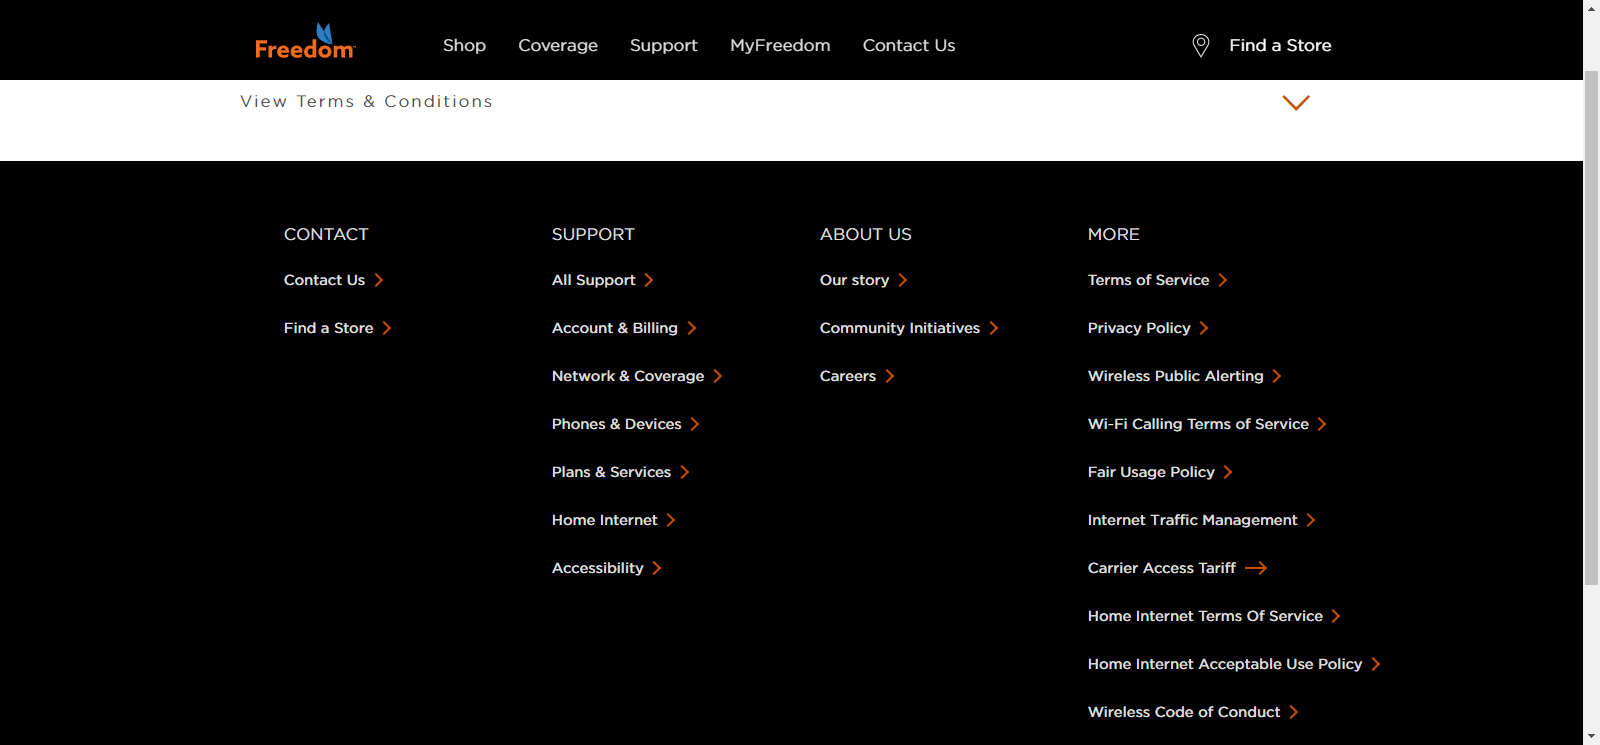 Freedom
Shop
Coverage
Support
MyFreedom
Contact Us
Find a Store
View Terms & Conditions
CONTACT
Contact Us
Find a Store
SUPPORT
All Support
Account & Billing
Network & Coverage
Phones & Devices
Plans & Services
Home Internet
Accessibility
ABOUT US
Our story
Community Initiatives
Careers
MORE
Terms of Service
Privacy Policy
Wireless Public Alerting
Wi-Fi Calling Terms of Service
Fair Usage Policy
Internet Traffic Management
Carrier Access Tariff
Home Internet Terms Of Service
Home Internet Acceptable Use Policy
Wireless Code of Conduct